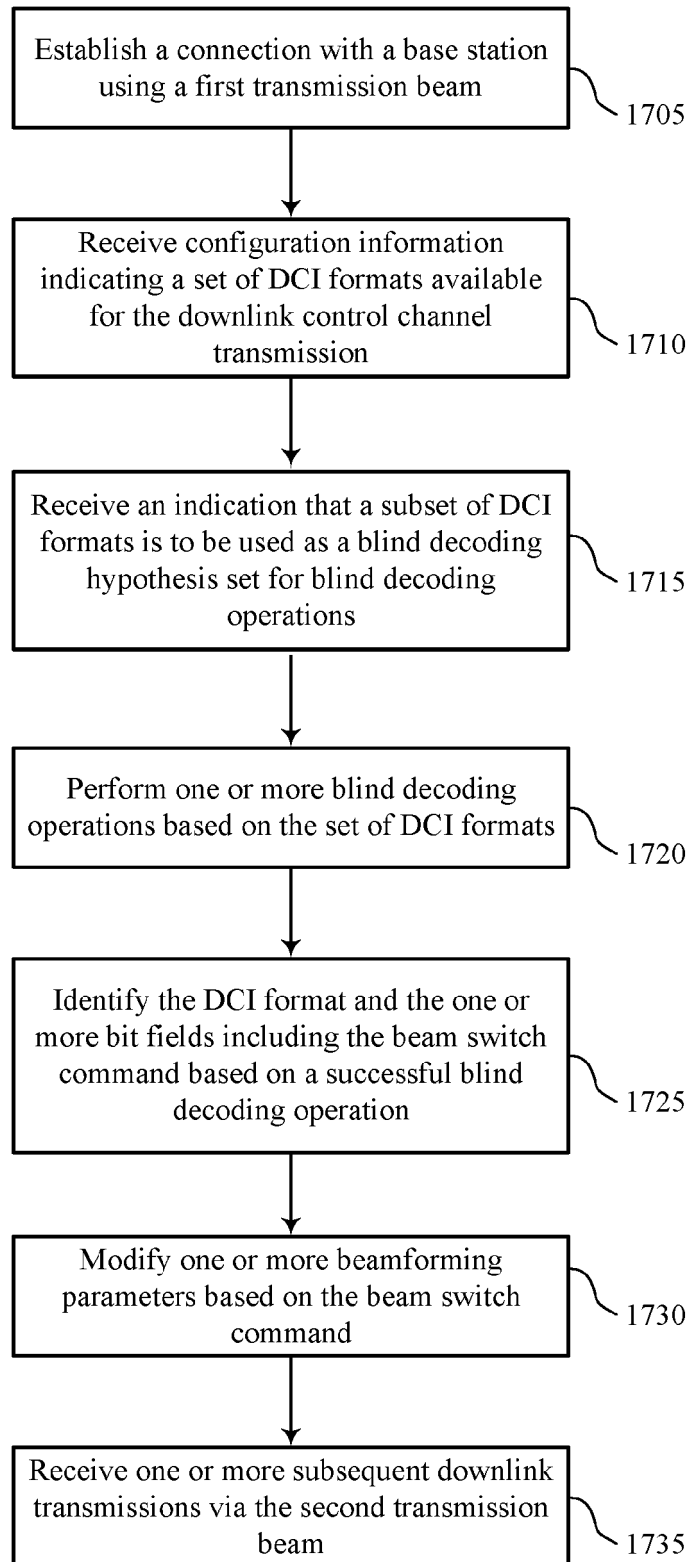 Establish a connection with a base station
using a first transmission beam
1705
Receive configuration information
indicating a set of DCI formats available
for the downlink control channel
transmission
1710
Receive an indication that a subset of DCI
formats is to be used as a blind decoding
hypothesis set for blind decoding
operations
1715
Perform one or more blind decoding
operations based on the set of DCI formats
1720
Identify the DCI format and the one or
more bit fields including the beam switch
command based on a successful blind
decoding operation
1725
Modify one or more beamforming
parameters based on the beam switch
command
1730
Receive one or more subsequent downlink
transmissions via the second transmission
beam
1735